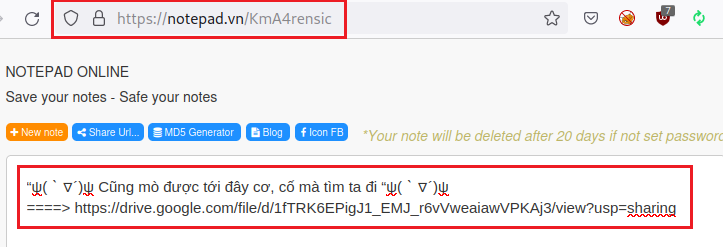 https://notepad.vn/KmA4rensic
7
NOTEPAD ONLINE
Save your notes - Safe your notes
+ New note Share Url... MD5 Generator Blog Icon FB *Your note will be deleted after 20 days if not set password
“ψ(｀∇´)ψ Cũng mò được tới đây cơ, cố mà tìm ta đi “ψ(｀∇´)ψ
====> https://drive.google.com/file/d/1fTRK6EPigJ1_EMJ_r6vVweaiawVPKAj3/view?usp=sharing